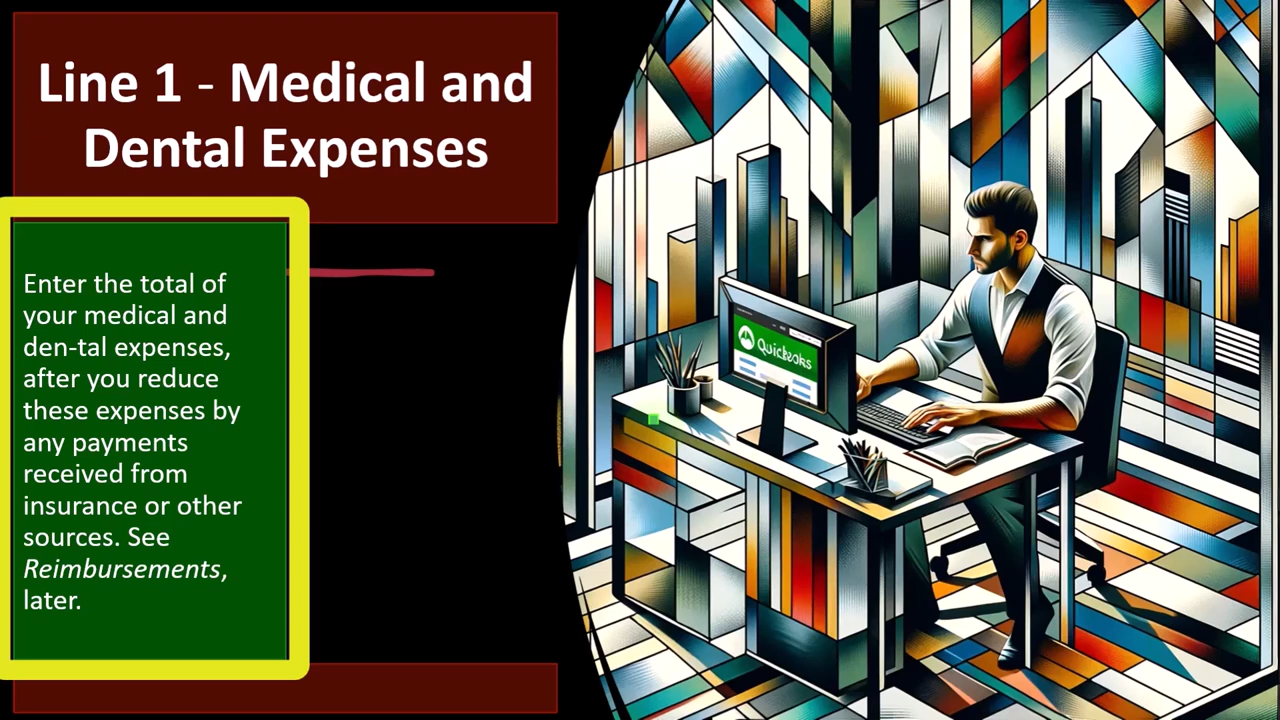 Line 1 - Medical and
Dental Expenses
Enter the total of
your medical and
den-tal expenses,
after you reduce
these expenses by
any payments
received from
insurance or other
sources. See
Reimbursements,
later.